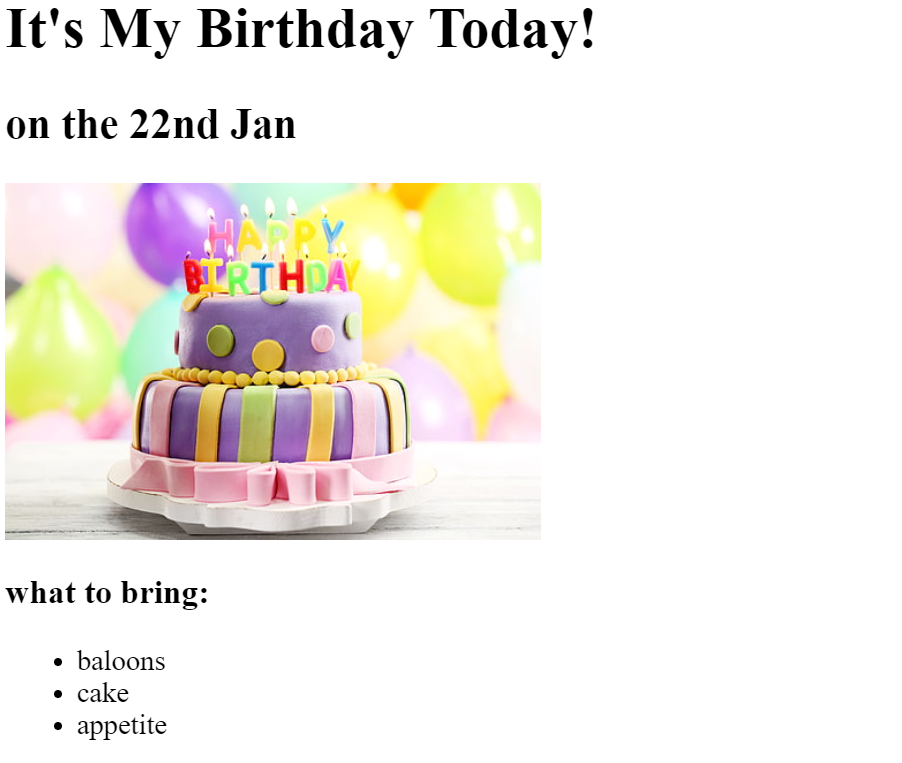 It's My Birthday Today!
on the 22nd Jan
HAPPY
BIRTHDAY
what to bring:
baloons
cake
appetite